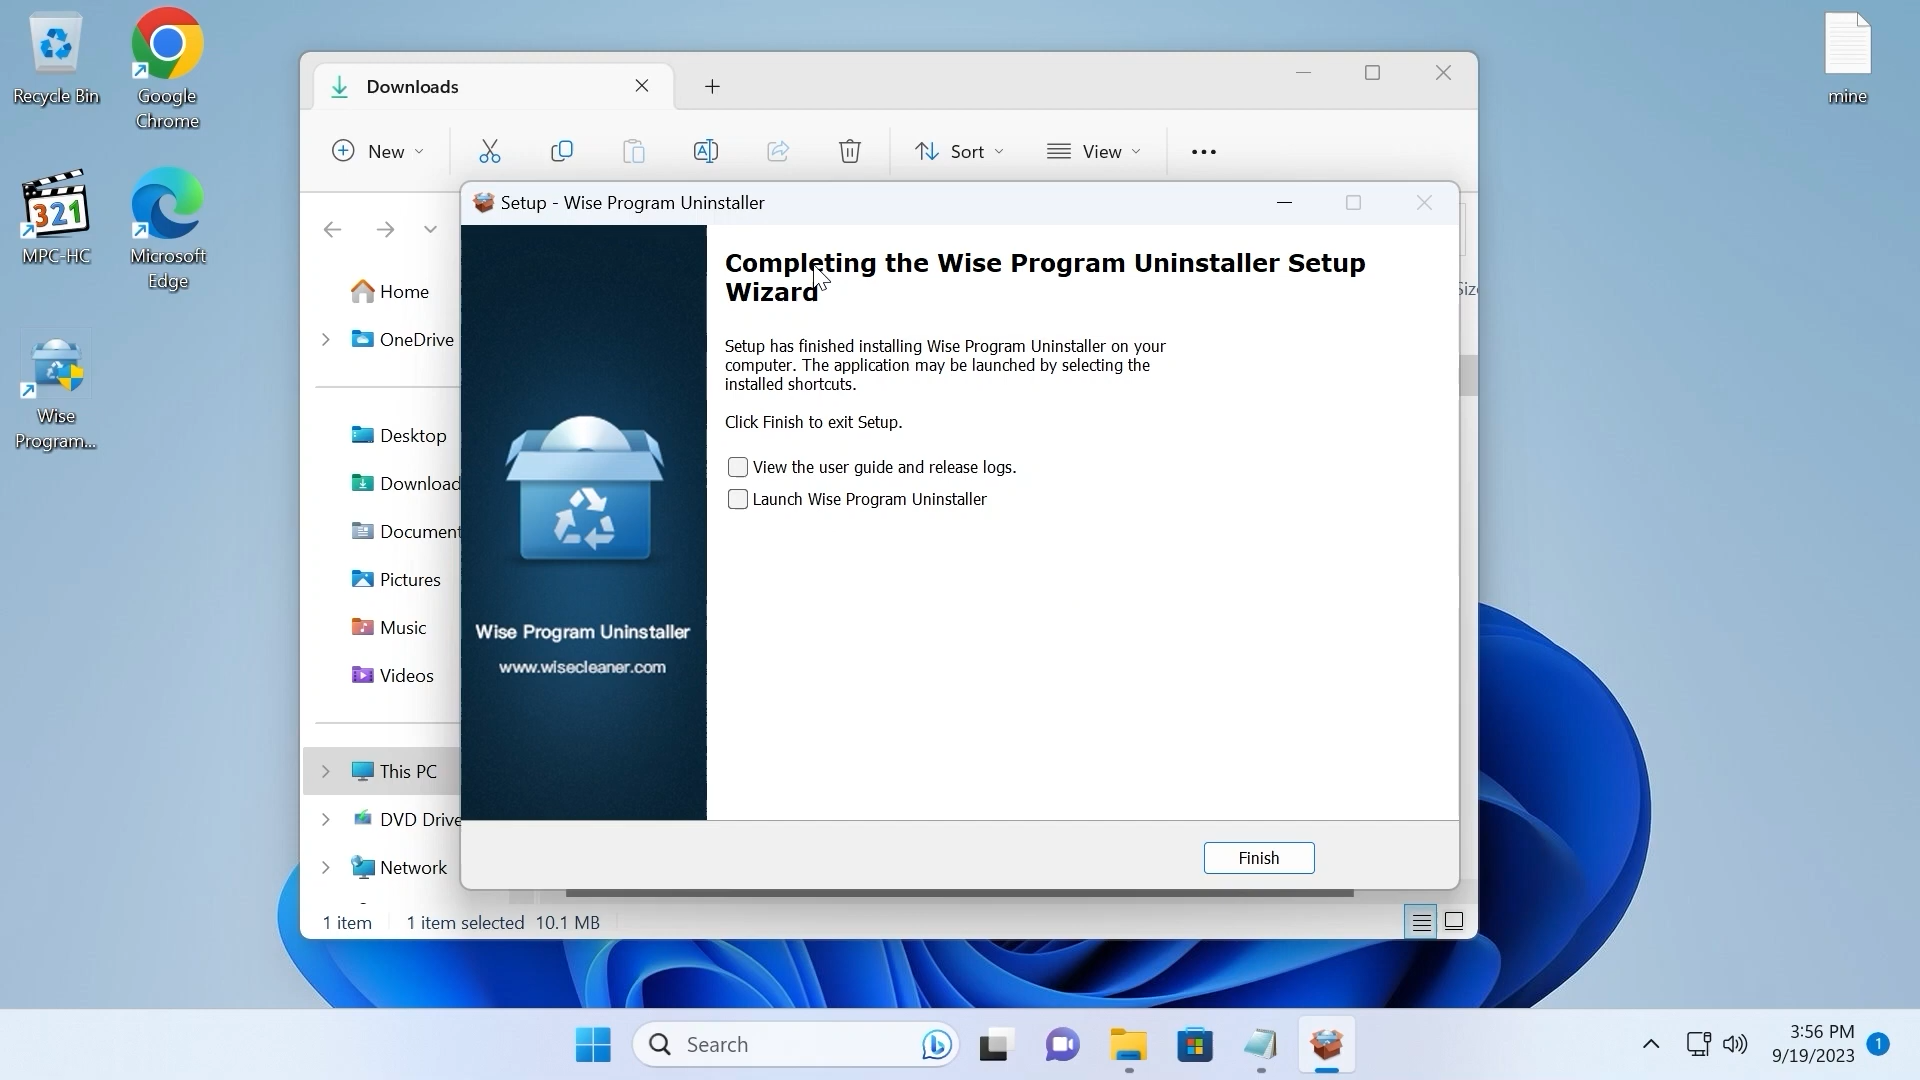 Recycle Bin
Google
Chrome
MPC-HC
Microsoft
Edge
Wise
Program...
mine
Downloads
New
Sort
View
Home
OneDrive
Desktop
Download
Document
Pictures
Music
Videos
This PC
DVD Drive
Network
Siz
Setup - Wise Program Uninstaller
Wise Program Uninstaller
www.wisecleaner.com
Completing the Wise Program Uninstaller Setup
Wizard
Setup has finished installing Wise Program Uninstaller on your
computer. The application may be launched by selecting the
installed shortcuts.
Click Finish to exit Setup.
View the user guide and release logs.
Launch Wise Program Uninstaller
Finish
1 item
1 item selected 10.1 MB
Search
3:56 PM
9/19/2023
1
321